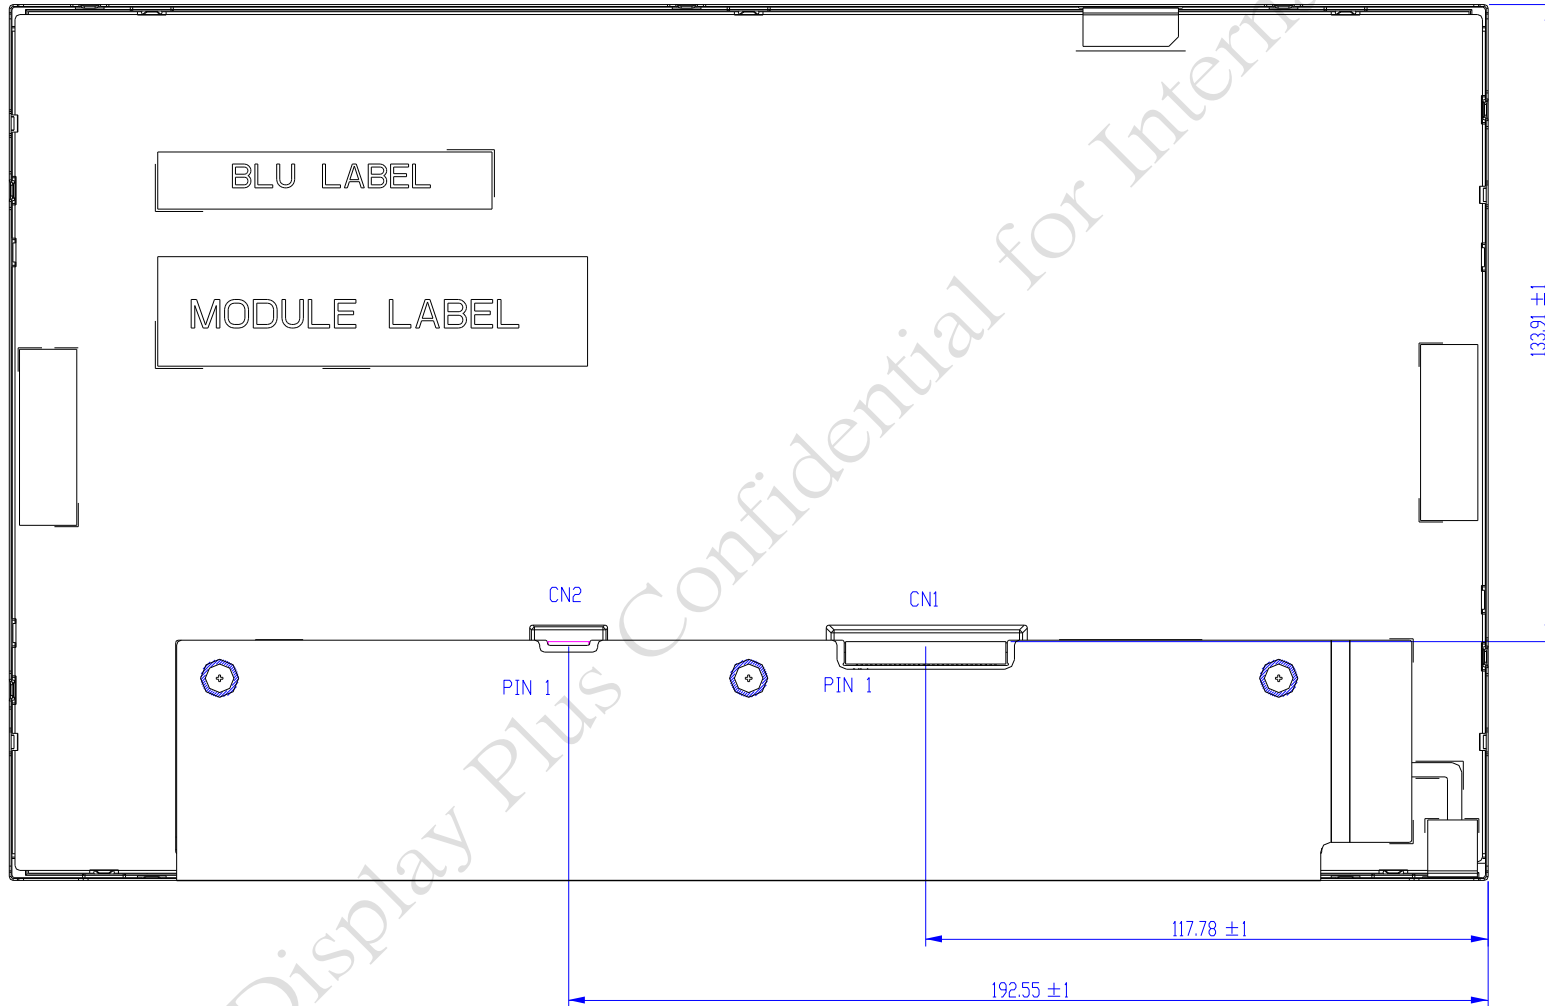 BLU LABEL
MODULE LABEL
133.91 ±1
CN2
CN1
PIN 1
PIN 1
117.78 ±1
192.55 ±1
Display Plus Confidential for Intern